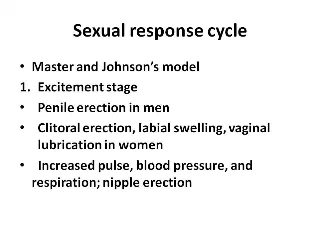 Sexual response cycle
• Master and Johnson's model
1. Excitement stage
• Penile erection in men
• Clitoral erection, labial swelling, vaginal
lubrication in women
• Increased pulse, blood pressure, and
respiration; nipple erection